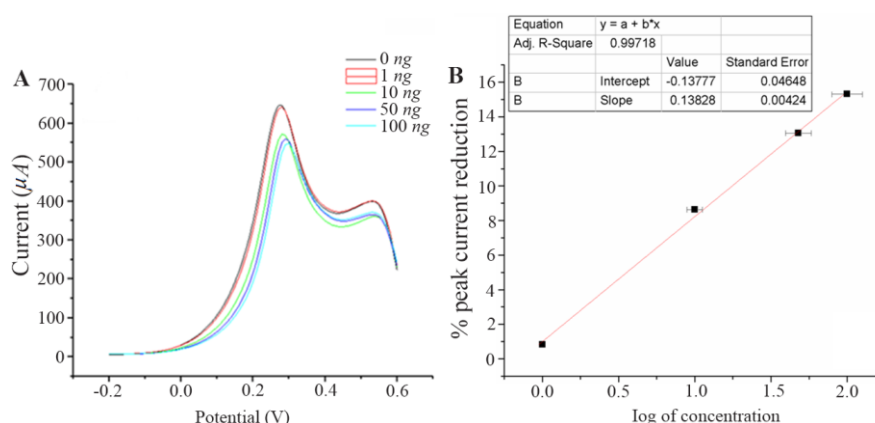 A
0 ng
1 ng
10 ng
50 ng
100 ng
700
600
500
400
300
200
100
0
-0.2 0.0 0.2 0.4 0.6
Current (μA)
Potential (V)
B
Equation y = a + b*x
Adj. R-Square 0.99718
Value Standard Error
B Intercept -0.13777 0.04648
B Slope 0.13828 0.00424
16
14
12
10
8
6
4
2
0
0.0 0.5 1.0 1.5 2.0
% peak current reduction
log of concentration